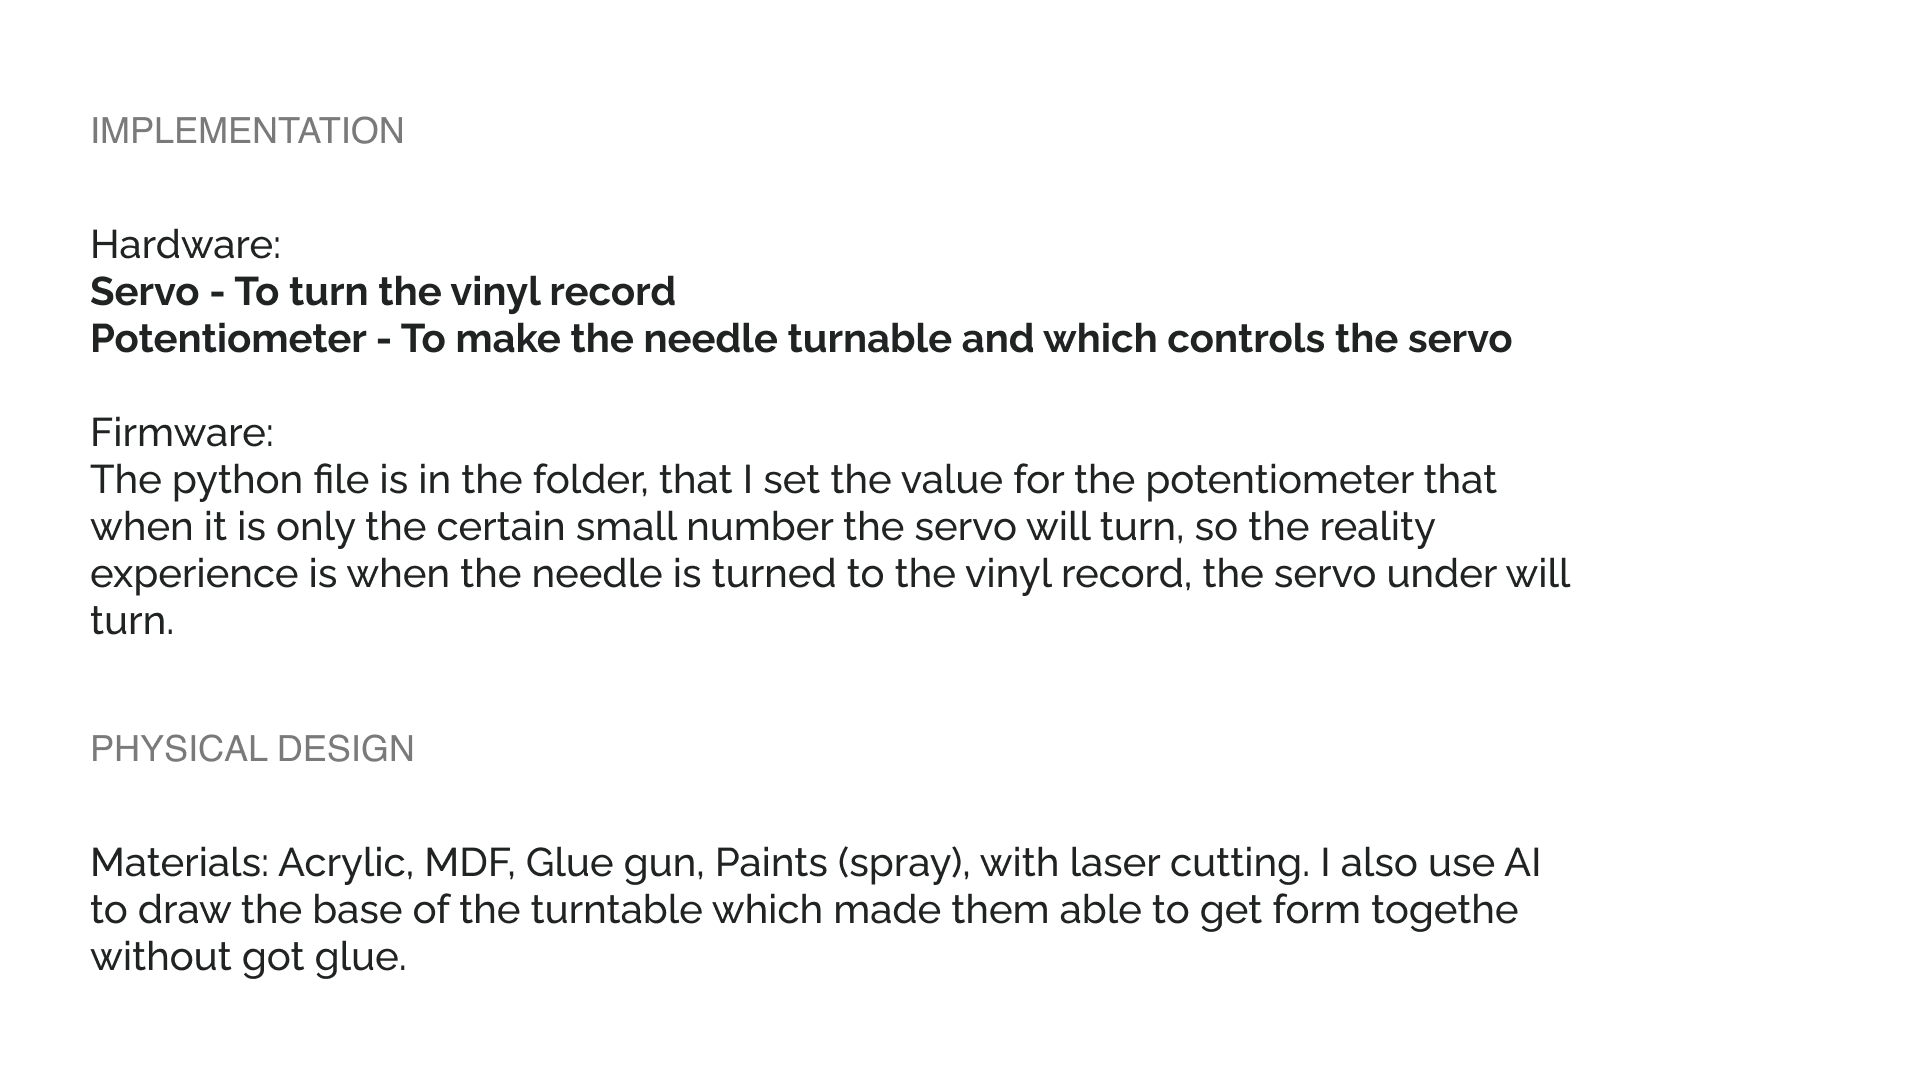 IMPLEMENTATION
Hardware:
Servo - To turn the vinyl record
Potentiometer - To make the needle turnable and which controls the servo
Firmware:
The python file is in the folder, that I set the value for the potentiometer that
when it is only the certain small number the servo will turn, so the reality
experience is when the needle is turned to the vinyl record, the servo under will
turn.
PHYSICAL DESIGN
Materials: Acrylic, MDF, Glue gun, Paints (spray), with laser cutting. I also use AI
to draw the base of the turntable which made them able to get form togethe
without got glue.